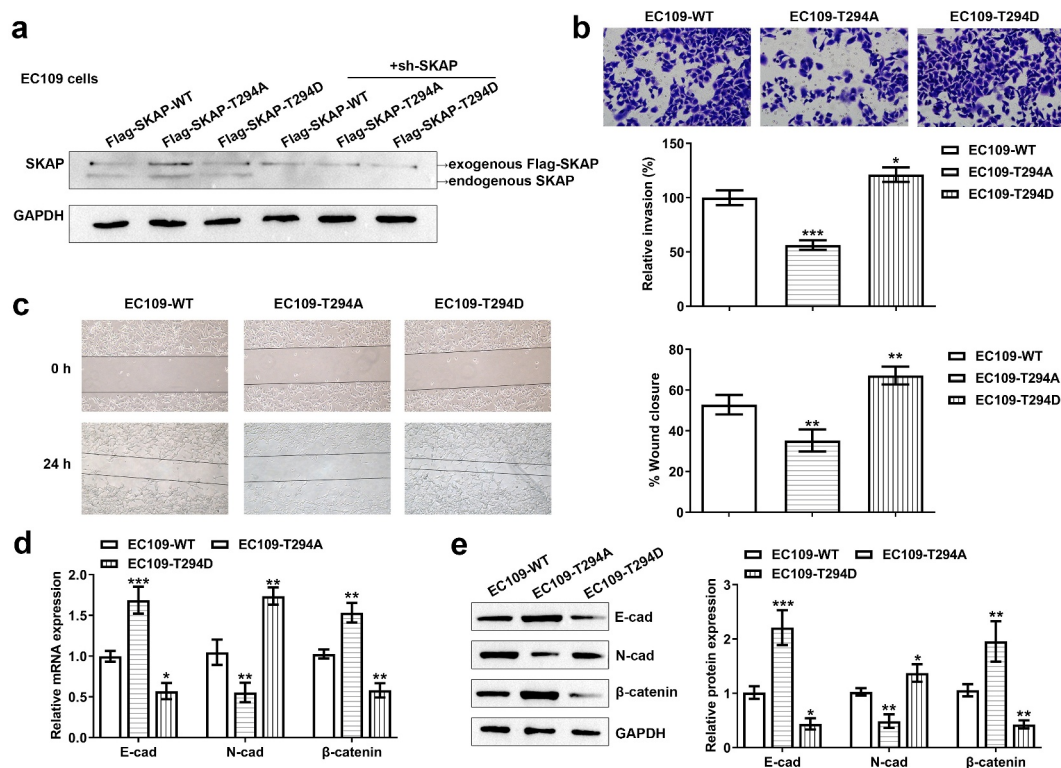 a
EC109 cells
+sh-SKAP
Flag-SKAP-WT
Flag-SKAP-T294A
Flag-SKAP-T294D
Flag-SKAP-WT
Flag-SKAP-T294A
Flag-SKAP-T294D
SKAP
→exogenous Flag-SKAP
→endogenous SKAP
GAPDH
b
EC109-WT EC109-T294A EC109-T294D
Relative invasion (%)
150
100
50
0
***
*
EC109-WT
EC109-T294A
EC109-T294D
c
EC109-WT EC109-T294A EC109-T294D
0 h
24 h
% Wound closure
80
60
40
20
0
**
**
EC109-WT
EC109-T294A
EC109-T294D
d
EC109-WT EC109-T294A
EC109-T294D
Relative mRNA expression
2.0
1.5
1.0
0.5
0.0
***
*
**
**
**
**
E-cad N-cad β-catenin
e
EC109-WT
EC109-T294A
EC109-T294D
E-cad
N-cad
β-catenin
GAPDH
EC109-WT EC109-T294A
EC109-T294D
Relative protein expression
3
2
1
0
***
*
**
*
**
**
E-cad N-cad β-catenin